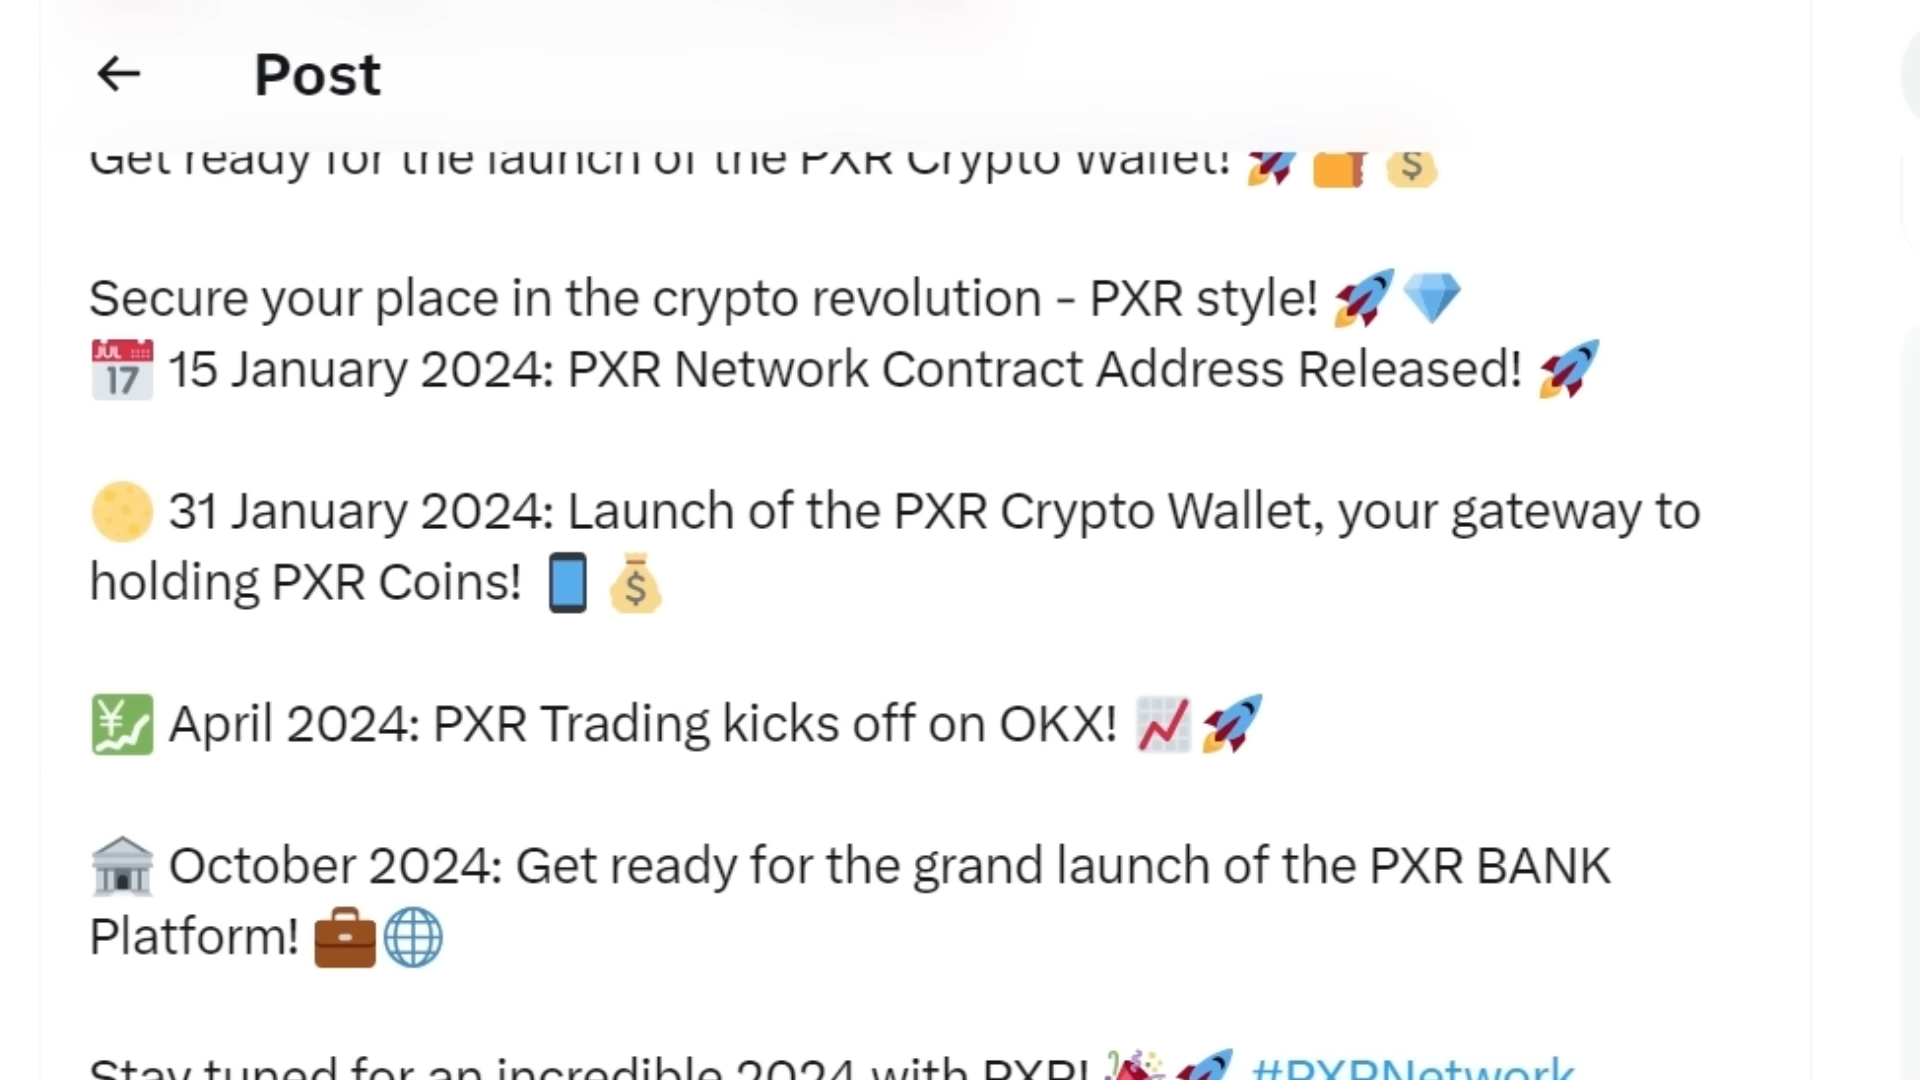 Post
Get ready for the launch of the PXR Crypto Wallet! 🚀 👝 💰
Secure your place in the crypto revolution - PXR style! 🚀💎
📅 15 January 2024: PXR Network Contract Address Released! 🚀
🌕 31 January 2024: Launch of the PXR Crypto Wallet, your gateway to
holding PXR Coins! 📱 💰
💹 April 2024: PXR Trading kicks off on OKX! 📈🚀
🏛️ October 2024: Get ready for the grand launch of the PXR BANK
Platform! 💼🌐
Stay tuned for an incredible 2024 with PXR! 🎉🚀 #PXRNetwork